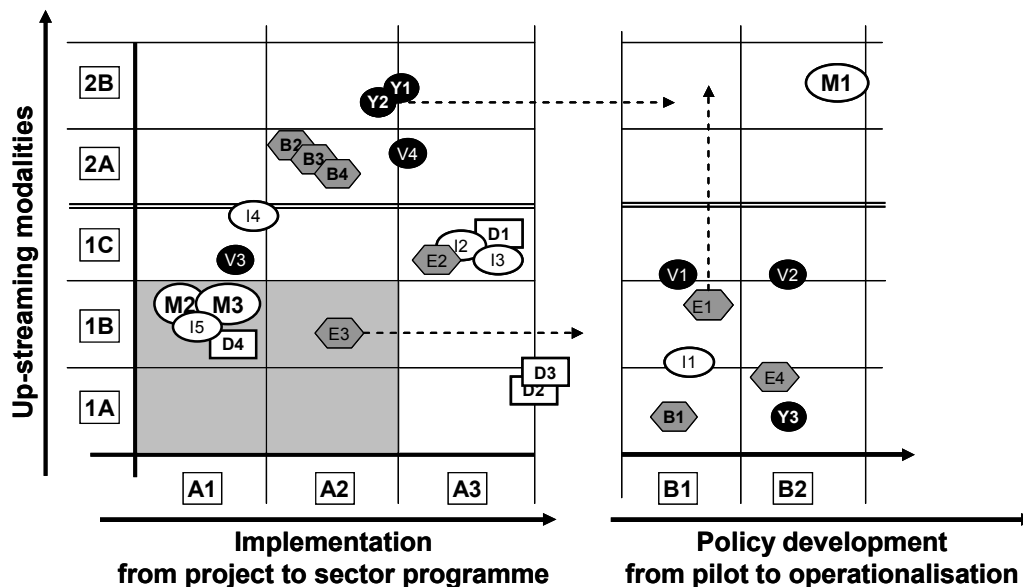 Up-streaming modalities
2B
Y1
Y2
M1
2A
B2
B3
B4
V4
1C
I4
V3
D1
I2
E2
I3
V1
V2
1B
M2
M3
I5
D4
E3
E1
I1
1A
D3
D2
E4
B1
Y3
A1
A2
A3
B1
B2
Implementation
from project to sector programme
Policy development
from pilot to operationalisation